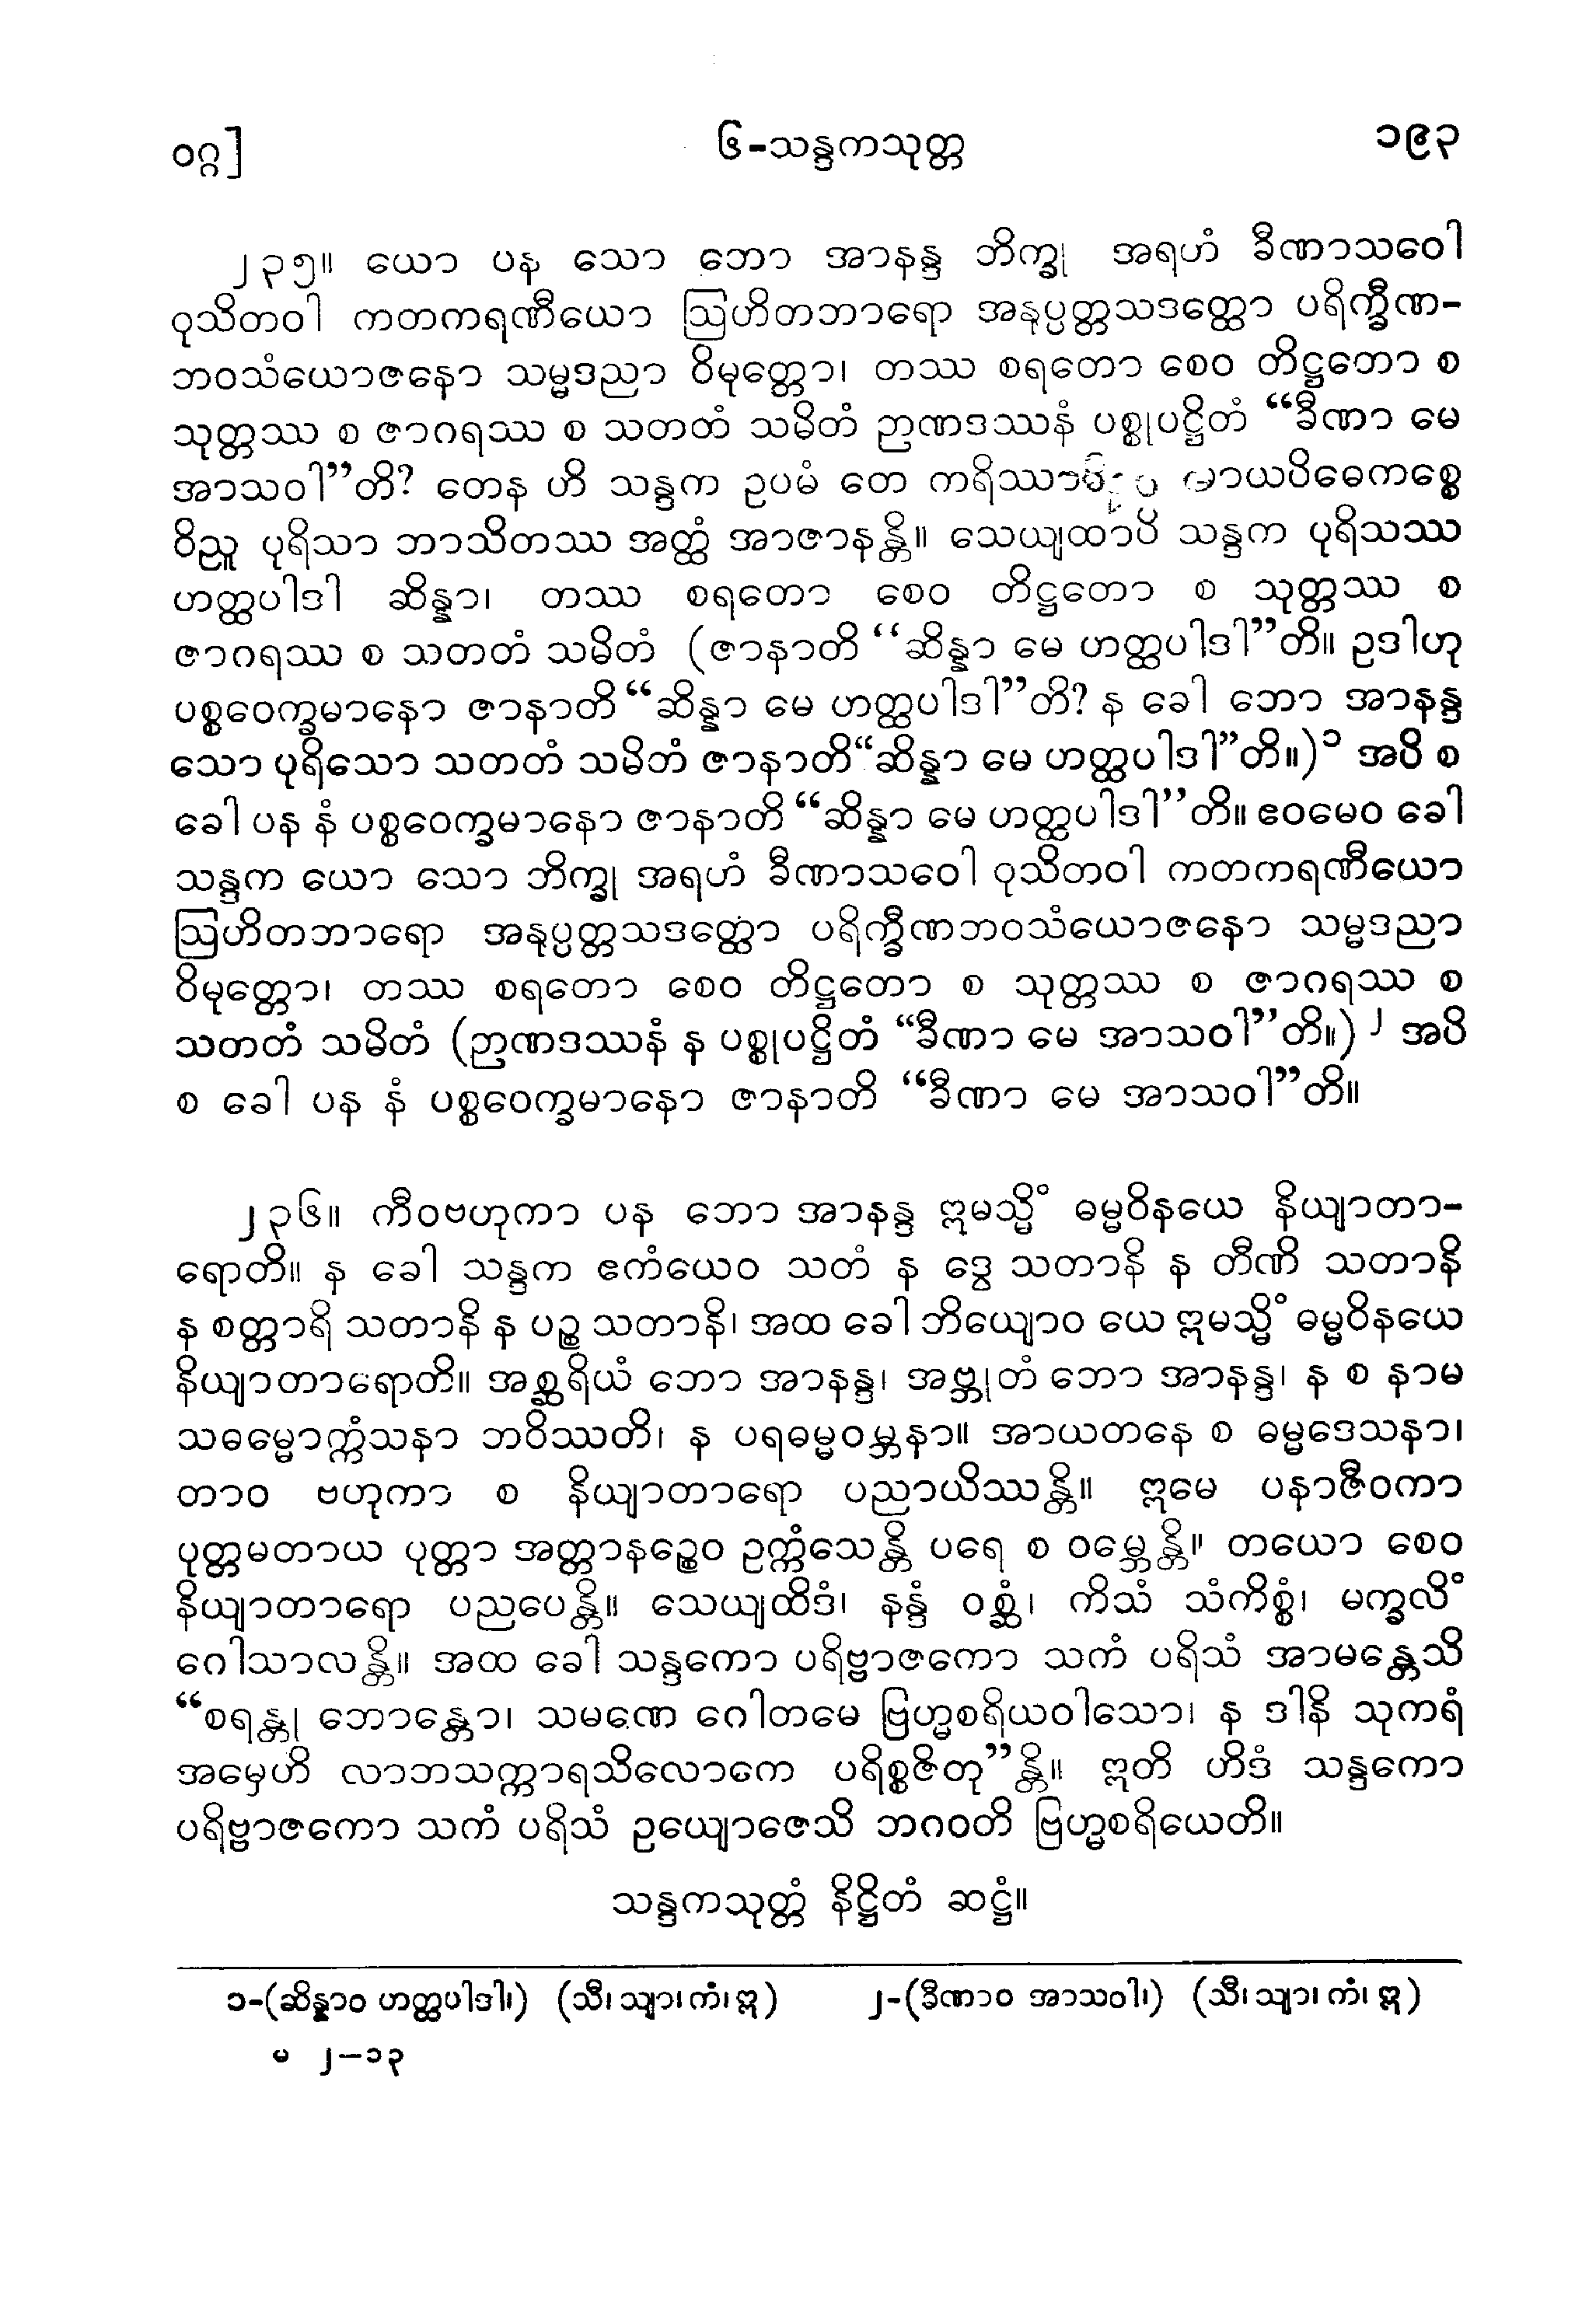 ဝဂ္ဂ]
၆-သန္ဒကသုတ္တ
၁၉၃
၂၃၅။ ယော ပန သော ဘော အာနန္ဒ ဘိက္ခု အရဟံ ခီဏာသဝေါ
ဝုသိတဝါ ကတကရဏီယော ဩဟိတဘာရော အနုပ္ပတ္တသဒတ္ထော ပရိက္ခီဏ-
ဘဝသံယောဇနော သမ္မဒညာ ဝိမုတ္တော၊ တဿ စရတော စေဝ တိဋ္ဌတော စ
သုတ္တဿ စ ဇာဂရဿ စ သတတံ သမိတံ ဉာဏဒဿနံ ပစ္စုပဋ္ဌိတံ “ခီဏာ မေ
အာသဝါ”တိ? တေန ဟိ သန္ဒက ဥပမံ တေ ကရိဿာမိ
ဝိညူ ပုရိသာ ဘာသိတဿ အတ္ထံ အာဇာနန္တိ။ သေယျထာပိ သန္ဒက ပုရိသဿ
ဟတ္ထပါဒါ ဆိန္နာ၊ တဿ စရတော စေဝ တိဋ္ဌတော စ သုတ္တဿ စ
ဇာဂရဿ စ သတတံ သမိတံ (ဇာနာတိ “ဆိန္နာ မေ ဟတ္ထပါဒါ”တိ။ ဥဒါဟု
ပစ္စဝေက္ခမာနော ဇာနာတိ “ဆိန္နာ မေ ဟတ္ထပါဒါ”တိ? န ခေါ ဘော အာနန္ဒ
သော ပုရိသော သတတံ သမိတံ ဇာနာတိ “ဆိန္နာ မေ ဟတ္ထပါဒါ”တိ။)၁ အပိ စ
ခေါ ပန နံ ပစ္စဝေက္ခမာနော ဇာနာတိ “ဆိန္နာ မေ ဟတ္ထပါဒါ”တိ။ ဧဝမေဝ ခေါ
သန္ဒက ယော သော ဘိက္ခု အရဟံ ခီဏာသဝေါ ဝုသိတဝါ ကတကရဏီယော
ဩဟိတဘာရော အနုပ္ပတ္တသဒတ္ထော ပရိက္ခီဏဘဝသံယောဇနော သမ္မဒညာ
ဝိမုတ္တော၊ တဿ စရတော စေဝ တိဋ္ဌတော စ သုတ္တဿ စ ဇာဂရဿ စ
သတတံ သမိတံ (ဉာဏဒဿနံ န ပစ္စုပဋ္ဌိတံ “ခီဏာ မေ အာသဝါ”တိ။)၂ အပိ
စ ခေါ ပန နံ ပစ္စဝေက္ခမာနော ဇာနာတိ “ခီဏာ မေ အာသဝါ”တိ။
၂၃၆။ ကီဝဗဟုကာ ပန ဘော အာနန္ဒ ဣမသ္မိံ ဓမ္မဝိနယေ နိယျာတာ-
ရောတိ။ န ခေါ သန္ဒက ဧကံယေဝ သတံ န ဒွေ သတာနိ န တီဏိ သတာနိ
န စတ္တာရိ သတာနိ န ပဉ္စ သတာနိ၊ အထ ခေါ ဘိယျောဝ ယေ ဣမသ္မိံ ဓမ္မဝိနယေ
နိယျာတာရောတိ။ အစ္ဆရိယံ ဘော အာနန္ဒ၊ အဗ္ဘုတံ ဘော အာနန္ဒ၊ န စ နာမ
သဓမ္မောက္ကံသနာ ဘဝိဿတိ၊ န ပရဓမ္မဝမ္ဘနာ။ အာယတနေ စ ဓမ္မဒေသနာ၊
တာဝ ဗဟုကာ စ နိယျာတာရော ပညာယိဿန္တိ။ ဣမေ ပနာဇီဝကာ
ပုတ္တမတာယ ပုတ္တာ အတ္တာနဉ္စေဝ ဥက္ကံသေန္တိ ပရေ စ ဝမ္ဘေန္တိ။ တယော စေဝ
နိယျာတာရော ပညပေန္တိ။ သေယျထိဒံ၊ နန္ဒံ ဝစ္ဆံ၊ ကိသံ သံကိစ္စံ၊ မက္ခလိံ
ဂေါသာလန္တိ။ အထ ခေါ သန္ဒကော ပရိဗ္ဗာဇကော သကံ ပရိသံ အာမန္တေသိ
“စရန္တု ဘောန္တော၊ သမဏေ ဂေါတမေ ဗြဟ္မစရိယဝါသော၊ န ဒါနိ သုကရံ
အမှေဟိ လာဘသက္ကာရသိလောကေ ပရိစ္စဇိတု”န္တိ။ ဣတိ ဟိဒံ သန္ဒကော
ပရိဗ္ဗာဇကော သကံ ပရိသံ ဥယျောဇေသိ ဘဂဝတိ ဗြဟ္မစရိယေတိ။
သန္ဒကသုတ္တံ နိဋ္ဌိတံ ဆဋ္ဌံ။
၁-(ဆိန္နာဝ ဟတ္ထပါဒါ၊) (သီ၊ သျာ၊ ကံ၊ ဣ) ၂-(ခီဏာဝ အာသဝါ၊) (သီ၊ သျာ၊ ကံ၊ ဣ)
မ ၂—၁၃